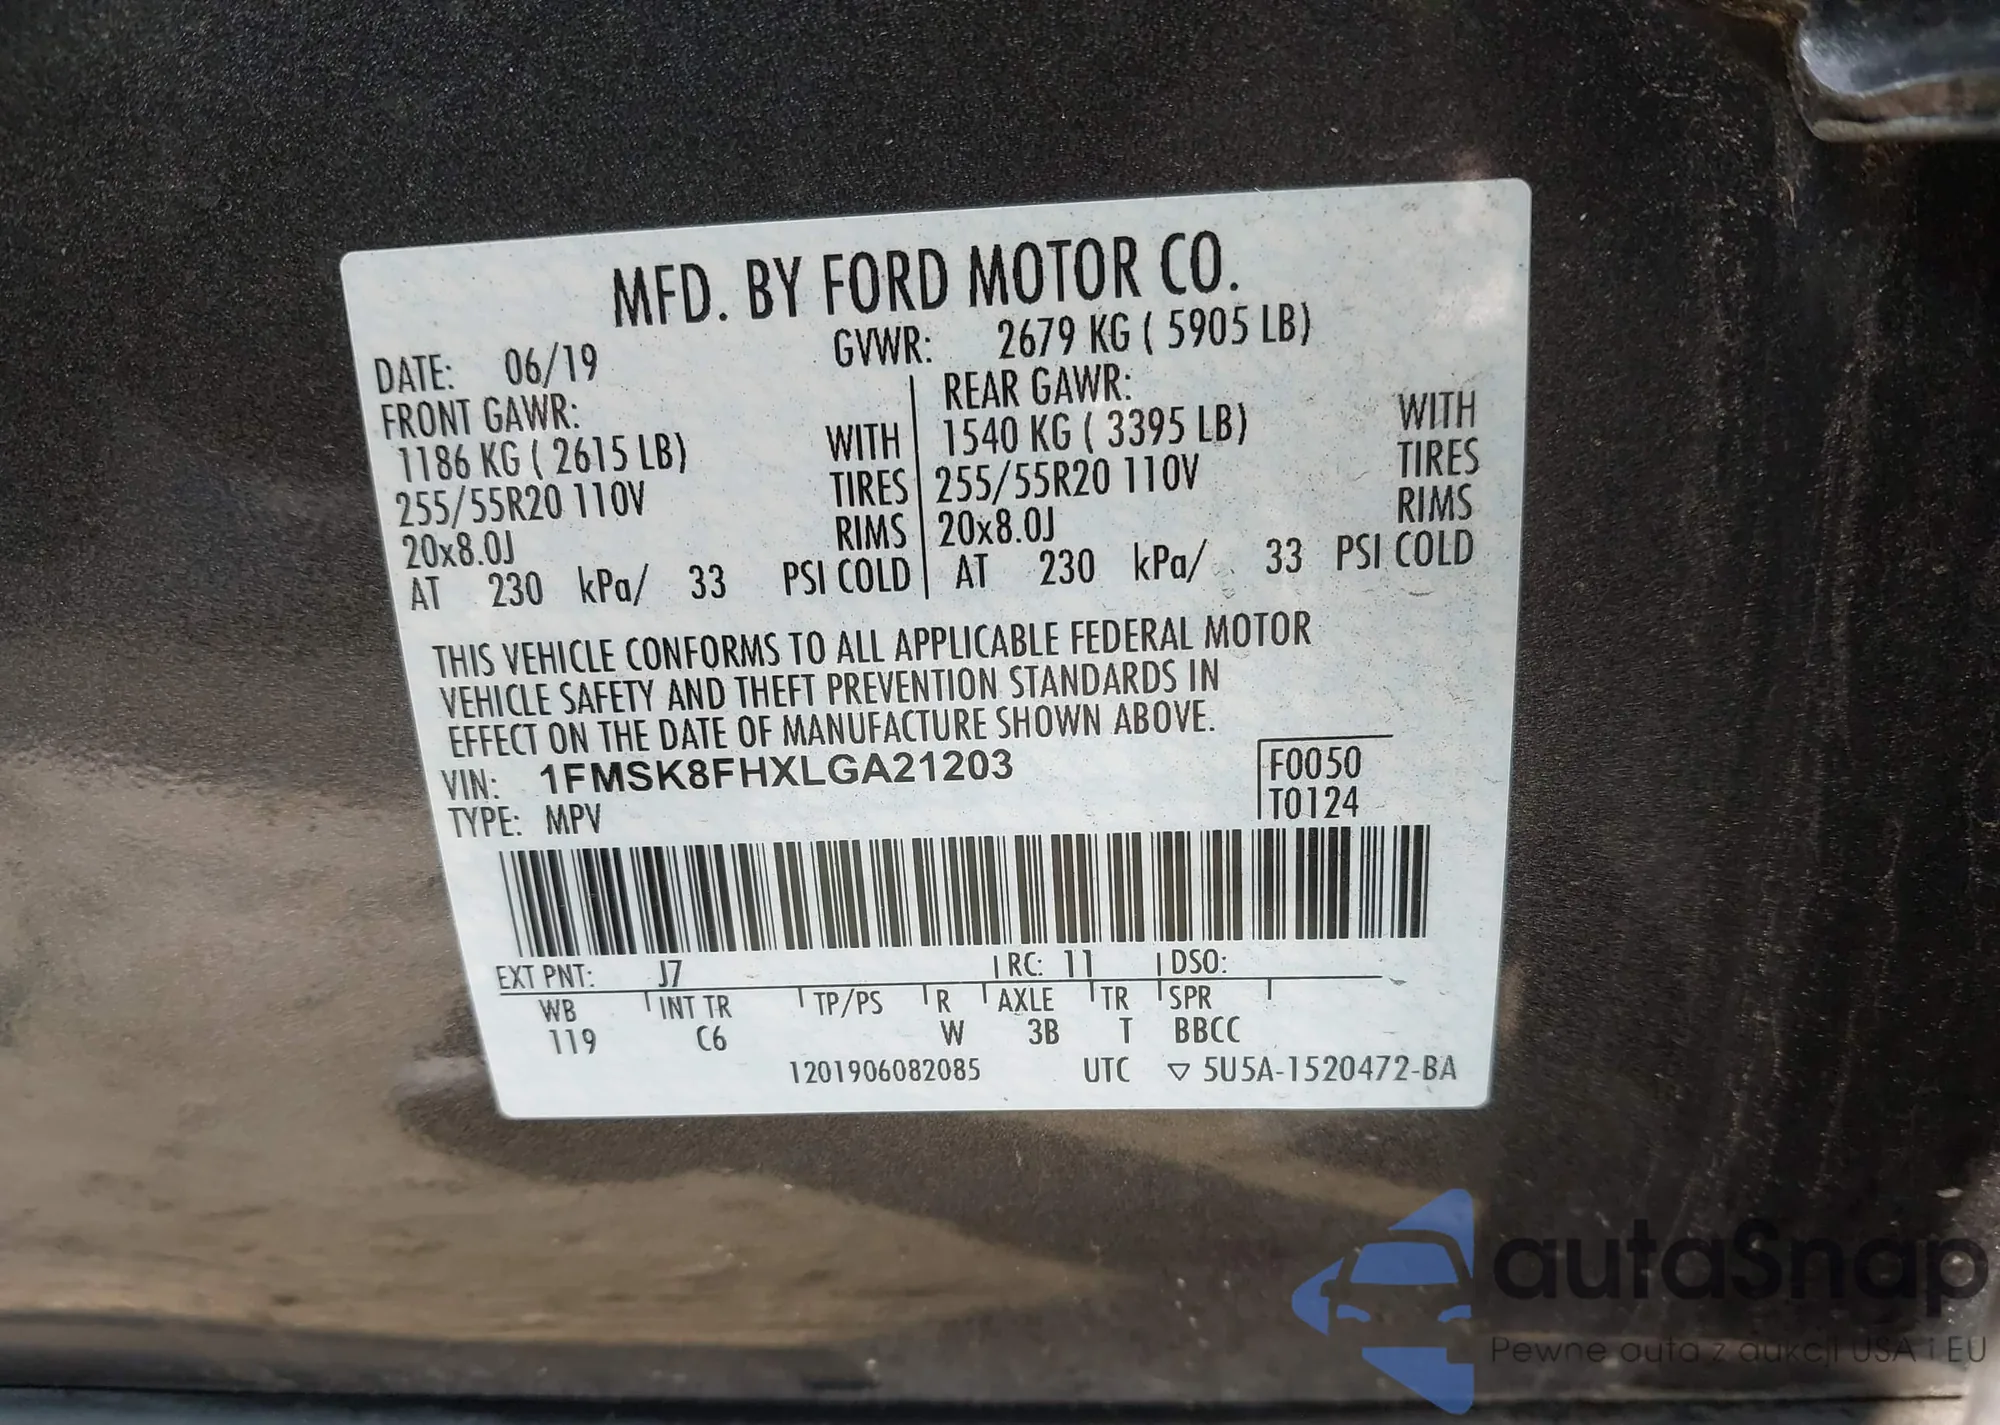 MFD. BY FORD MOTOR CO.
DATE: 06/19 GVWR: 2679 KG ( 5905 LB)
FRONT GAWR: REAR GAWR:
1186 KG ( 2615 LB) WITH 1540 KG ( 3395 LB) WITH
255/55R20 110V TIRES 255/55R20 110V TIRES
20x8.0J RIMS 20x8.0J RIMS
AT 230 kPa/ 33 PSI COLD AT 230 kPa/ 33 PSI COLD
THIS VEHICLE CONFORMS TO ALL APPLICABLE FEDERAL MOTOR
VEHICLE SAFETY AND THEFT PREVENTION STANDARDS IN
EFFECT ON THE DATE OF MANUFACTURE SHOWN ABOVE.
VIN: 1FMSK8FHXLGA21203 F0050
TYPE: MPV T0124
EXT PNT: J7 RC: 11 DSO:
WB INT TR TP/PS R AXLE TR SPR
119 C6 W 3B T BBCC
1201906082085 UTC ▽ 5U5A-1520472-BA
autaSnap
Pewne auta z aukcji USA i EU